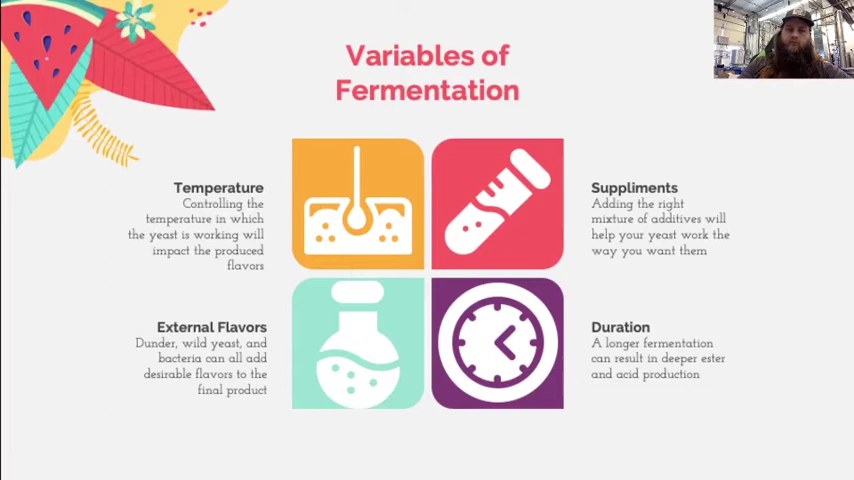 Variables of
Fermentation
Temperature
Controlling the
temperature in which
the yeast is working will
impact the produced
flavors
Suppliments
Adding the right
mixture of additives will
help your yeast work the
way you want them
External Flavors
Dunder, wild yeast, and
bacteria can all add
desirable flavors to the
final product
Duration
A longer fermentation
can result in deeper ester
and acid production